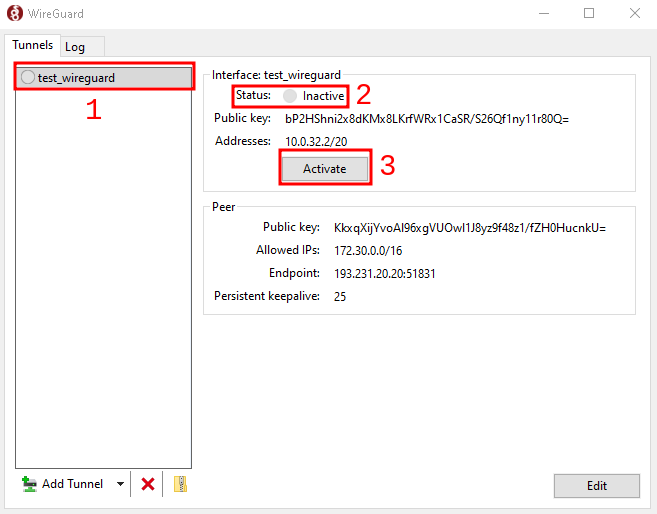 WireGuard
Tunnels Log
test_wireguard
1
Interface: test_wireguard
Status: Inactive 2
Public key: bP2HShni2x8dKMx8LKrfWRx1CaSR/S26Qf1ny11r80Q=
Addresses: 10.0.32.2/20
Activate 3
Peer
Public key: KkxqXijYvoAl96xgVUOwI1J8yz9f48z1/fZH0HucnkU=
Allowed IPs: 172.30.0.0/16
Endpoint: 193.231.20.20:51831
Persistent keepalive: 25
Add Tunnel
Edit